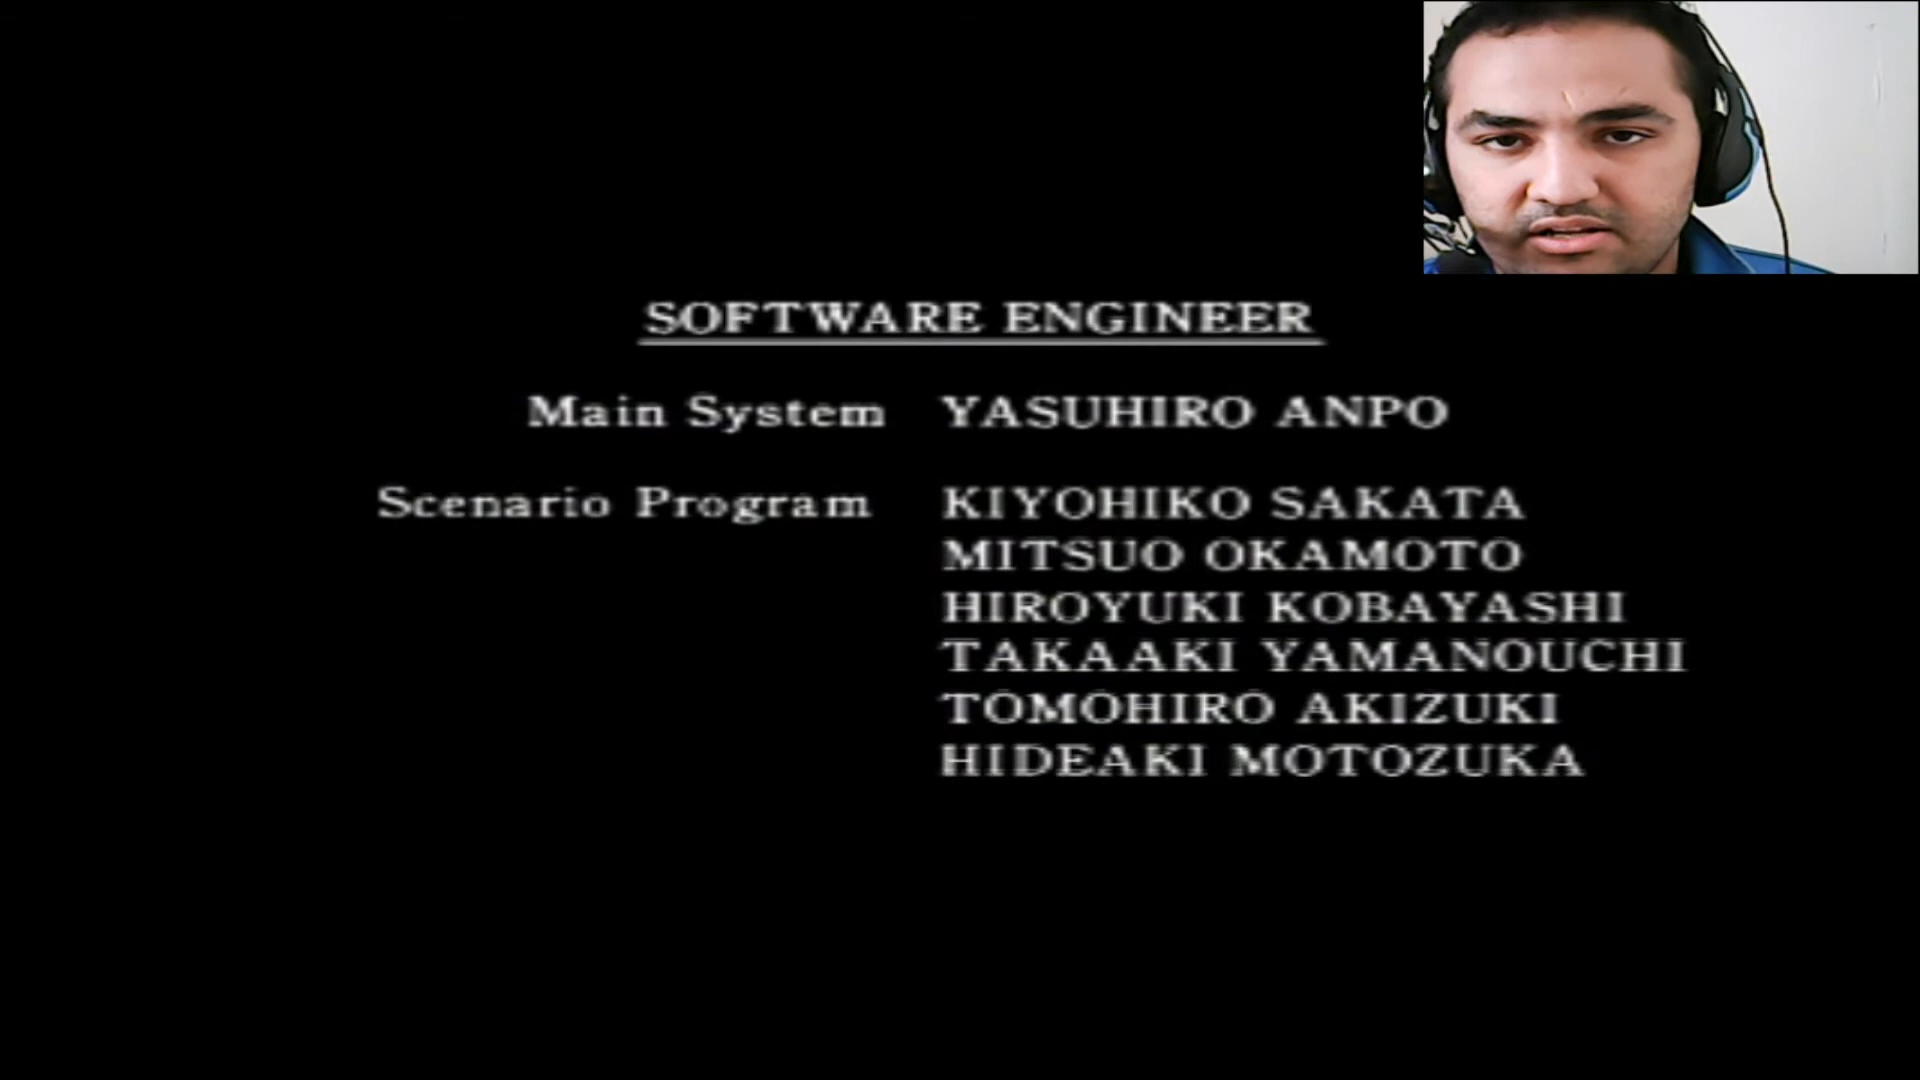 SOFTWARE ENGINEER
Main System YASUHIRO ANPO
Scenario Program KIYOHIKO SAKATA
MITSUO OKAMOTO
HIROYUKI KOBAYASHI
TAKAAKI YAMANOUCHI
TOMOHIRO AKIZUKI
HIDEAKI MOTOZUKA